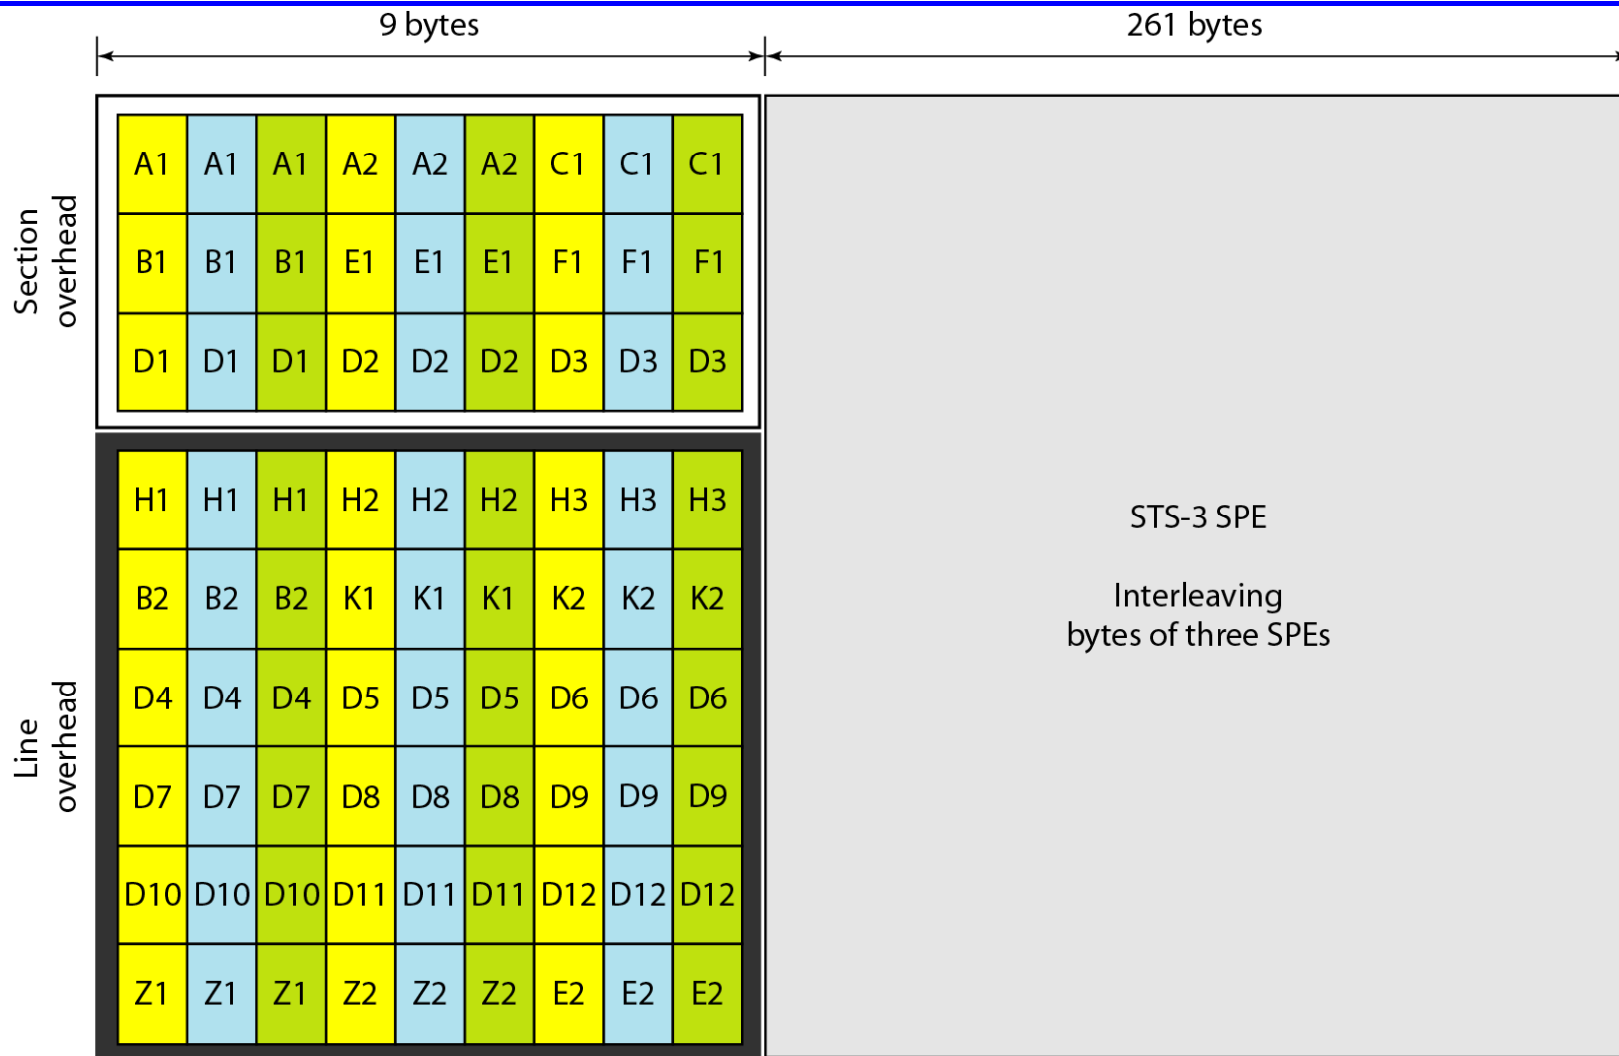 9 bytes 261 bytes
Section
overhead
A1 A1 A1 A2 A2 A2 C1 C1 C1
B1 B1 B1 E1 E1 E1 F1 F1 F1
D1 D1 D1 D2 D2 D2 D3 D3 D3
Line
overhead
H1 H1 H1 H2 H2 H2 H3 H3 H3
B2 B2 B2 K1 K1 K1 K2 K2 K2
D4 D4 D4 D5 D5 D5 D6 D6 D6
D7 D7 D7 D8 D8 D8 D9 D9 D9
D10 D10 D10 D11 D11 D11 D12 D12 D12
Z1 Z1 Z1 Z2 Z2 Z2 E2 E2 E2
STS-3 SPE
Interleaving
bytes of three SPEs